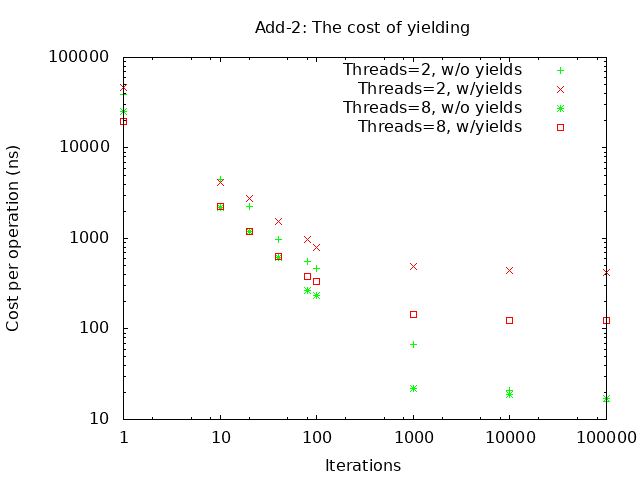 Add-2: The cost of yielding
100000
10000
1000
100
10
Cost per operation (ns)
Threads=2, w/o yields
Threads=2, w/yields
Threads=8, w/o yields
Threads=8, w/yields
1 10 100 1000 10000 100000
Iterations